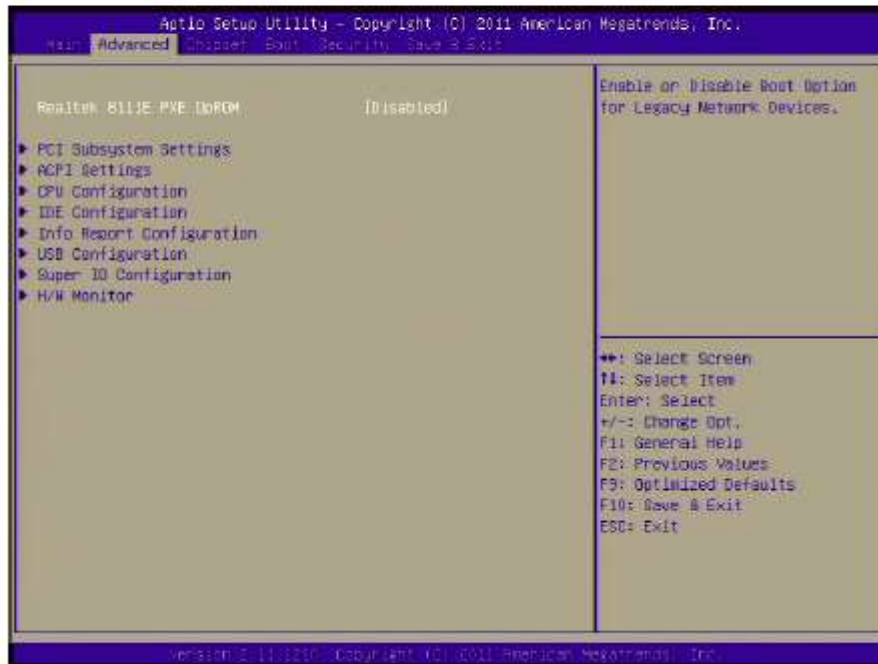 Aptio Setup Utility - Copyright (C) 2011 American Megatrends, Inc.
Main Advanced Chipset Boot Security Save & Exit
Realtek 8111E PXE OpROM [Disabled]
PCI Subsystem Settings
ACPI Settings
CPU Configuration
IDE Configuration
Info Report Configuration
USB Configuration
Super IO Configuration
H/W Monitor
Enable or Disable Boot Option
for Legacy Network Devices.
→←: Select Screen
↑↓: Select Item
Enter: Select
+/-: Change Opt.
F1: General Help
F2: Previous Values
F9: Optimized Defaults
F10: Save & Exit
ESC: Exit
Version Copyright (C) 2011 American Megatrends, Inc.